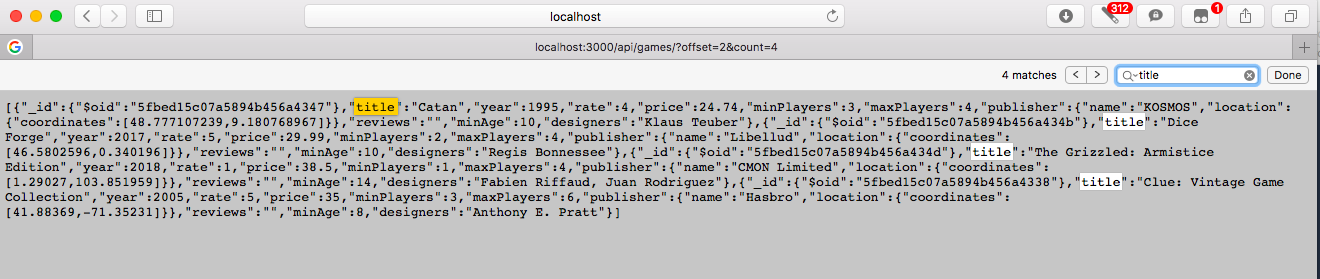 localhost
312
1
G
localhost:3000/api/games/?offset=2&count=4
4 matches
title
Done
[{"_id":{"$oid":"5fbed15c07a5894b456a4347"},"title":"Catan","year":1995,"rate":4,"price":24.74,"minPlayers":3,"maxPlayers":4,"publisher":{"name":"KOSMOS","location":
{"coordinates":[48.777107239,9.180768967]}},"reviews":"","minAge":10,"designers":"Klaus Teuber"},{"_id":{"$oid":"5fbed15c07a5894b456a434b"},"title":"Dice
Forge","year":2017,"rate":5,"price":29.99,"minPlayers":2,"maxPlayers":4,"publisher":{"name":"Libellud","location":{"coordinates":
[46.5802596,0.340196]}},"reviews":"","minAge":10,"designers":"Regis Bonnessee"},{"_id":{"$oid":"5fbed15c07a5894b456a434d"},"title":"The Grizzled: Armistice
Edition","year":2018,"rate":1,"price":38.5,"minPlayers":1,"maxPlayers":4,"publisher":{"name":"CMON Limited","location":{"coordinates":
[1.29027,103.851959]}},"reviews":"","minAge":14,"designers":"Fabien Riffaud, Juan Rodriguez"},{"_id":{"$oid":"5fbed15c07a5894b456a4338"},"title":"Clue: Vintage Game
Collection","year":2005,"rate":5,"price":35,"minPlayers":3,"maxPlayers":6,"publisher":{"name":"Hasbro","location":{"coordinates":
[41.88369,-71.35231]}},"reviews":"","minAge":8,"designers":"Anthony E. Pratt"}]